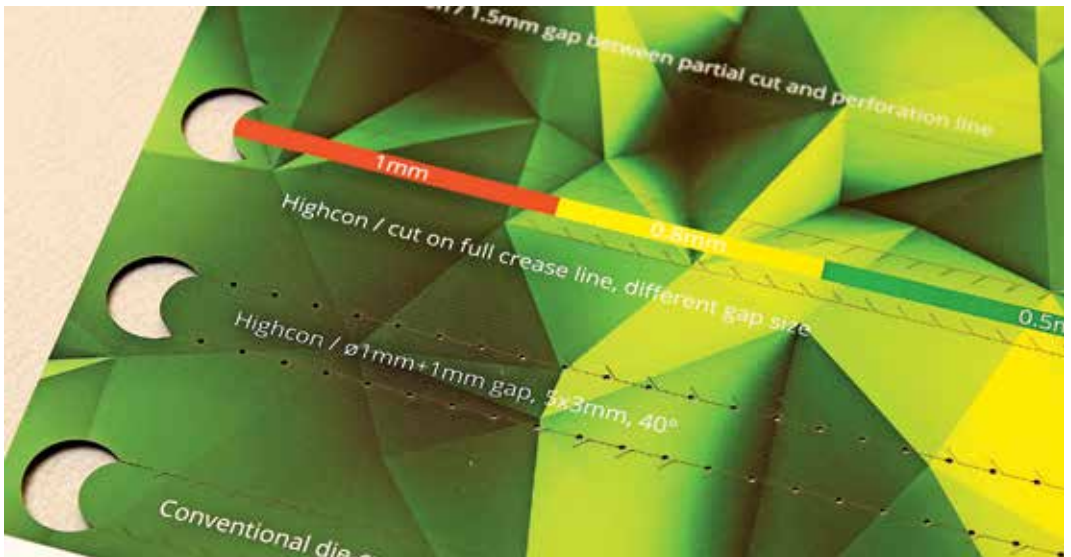 / 1.5mm gap between partial cut and perforation line
1mm
0.8mm
0.5
Highcon / cut on full crease line, different gap size
Highcon / ø1mm+1mm gap, 5x3mm, 40°
Conventional die